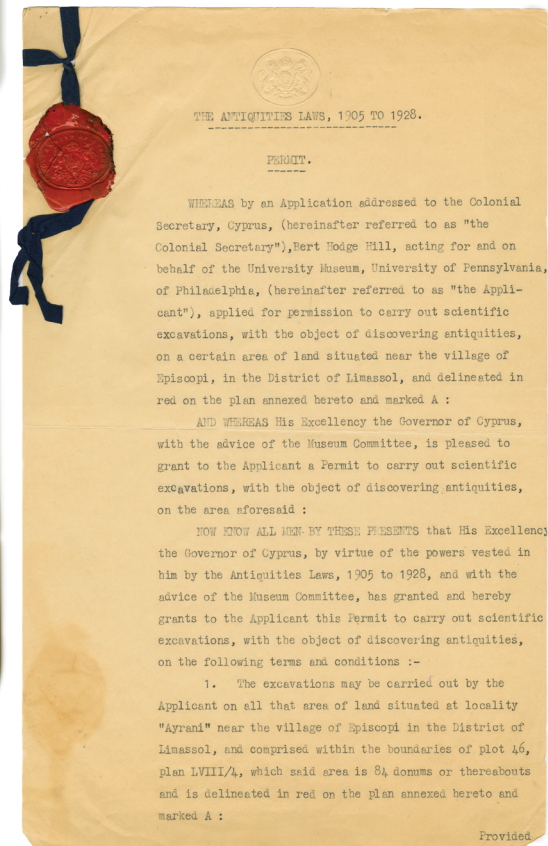 THE ANTIQUITIES LAWS, 1905 TO 1928.
PERMIT.
WHEREAS by an Application addressed to the Colonial
Secretary, Cyprus, (hereinafter referred to as "the
Colonial Secretary"),Bert Hodge Hill, acting for and on
behalf of the University Museum, University of Pennsylvania,
of Philadelphia, (hereinafter referred to as "the Appli-
cant"), applied for permission to carry out scientific
excavations, with the object of discovering antiquities,
on a certain area of land situated near the village of
Episcopi, in the District of Limassol, and delineated in
red on the plan annexed hereto and marked A :
AND WHEREAS His Excellency the Governor of Cyprus,
with the advice of the Museum Committee, is pleased to
grant to the Applicant a Permit to carry out scientific
excavations, with the object of discovering antiquities,
on the area aforesaid :
NOW KNOW ALL MEN BY THESE PRESENTS that His Excellency
the Governor of Cyprus, by virtue of the powers vested in
him by the Antiquities Laws, 1905 to 1928, and with the
advice of the Museum Committee, has granted and hereby
grants to the Applicant this Permit to carry out scientific
excavations, with the object of discovering antiquities,
on the following terms and conditions :-
1. The excavations may be carried out by the
Applicant on all that area of land situated at locality
"Ayrani" near the village of Episcopi in the District of
Limassol, and comprised within the boundaries of plot 46,
plan LVIII/4, which said area is 84 donums or thereabouts
and is delineated in red on the plan annexed hereto and
marked A :
Provided